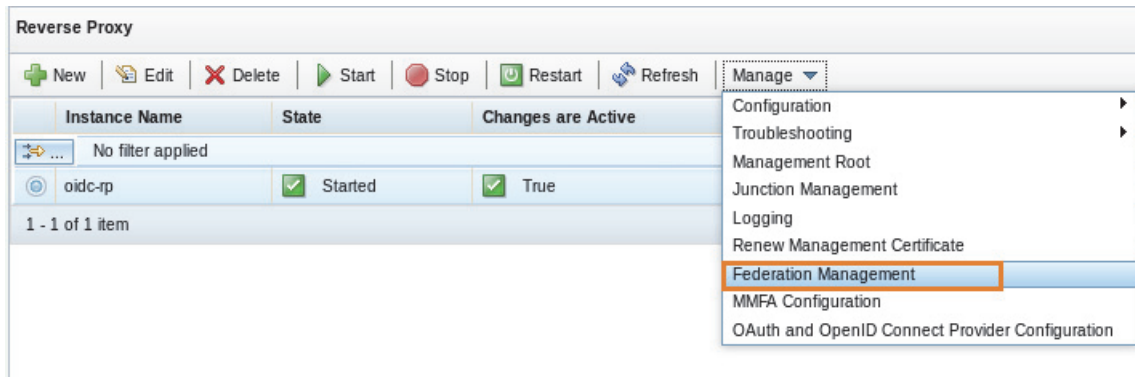 Reverse Proxy
New Edit Delete Start Stop Restart Refresh Manage
Instance Name State Changes are Active
... No filter applied
oidc-rp Started True
1 - 1 of 1 item
Configuration
Troubleshooting
Management Root
Junction Management
Logging
Renew Management Certificate
Federation Management
MMFA Configuration
OAuth and OpenID Connect Provider Configuration